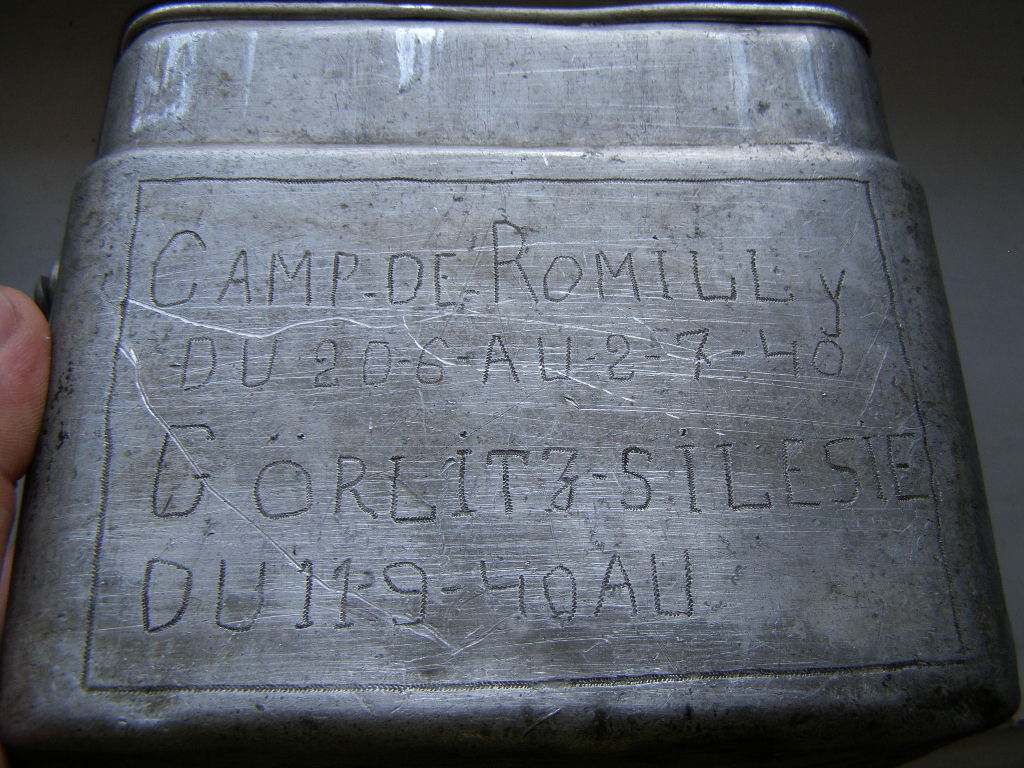 CAMP-DE-ROMILLy
-DU 20-6-AU-2-7-40
GÖRLITZ-SILESIE
DU 11-9-40 AU